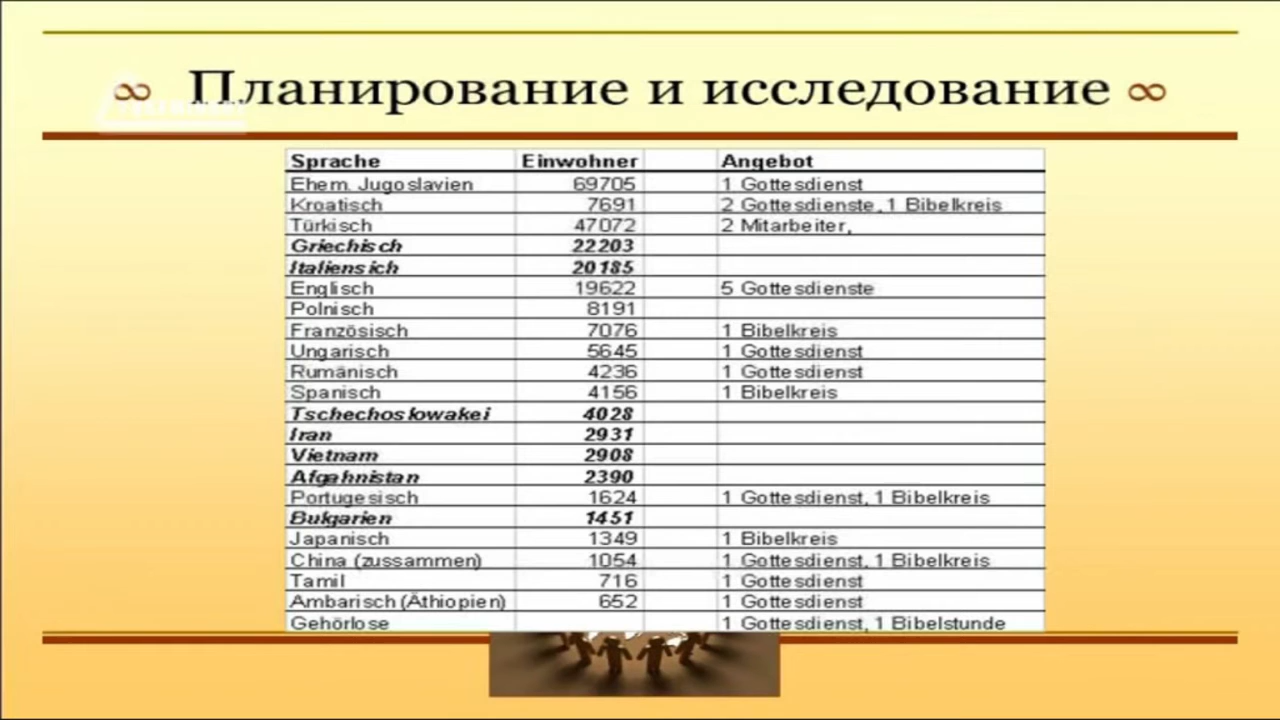 ∞ Планирование и исследование ∞
Sprache Einwohner Angebot
Ehem. Jugoslavien 69705 1 Gottesdienst
Kroatisch 7691 2 Gottesdienste, 1 Bibelkreis
Türkisch 47072 2 Mitarbeiter,
Griechisch 22203
Italiensich 20185
Englisch 19622 5 Gottesdienste
Polnisch 8191
Französisch 7076 1 Bibelkreis
Ungarisch 5645 1 Gottesdienst
Rumänisch 4236 1 Gottesdienst
Spanisch 4156 1 Bibelkreis
Tschechoslowakei 4028
Iran 2931
Vietnam 2908
Afgahnistan 2390
Portugesisch 1624 1 Gottesdienst, 1 Bibelkreis
Bulgarien 1451
Japanisch 1349 1 Bibelkreis
China (zussammen) 1054 1 Gottesdienst, 1 Bibelkreis
Tamil 716 1 Gottesdienst
Ambarisch (Äthiopien) 652 1 Gottesdienst
Gehörlose 1 Gottesdienst, 1 Bibelstunde